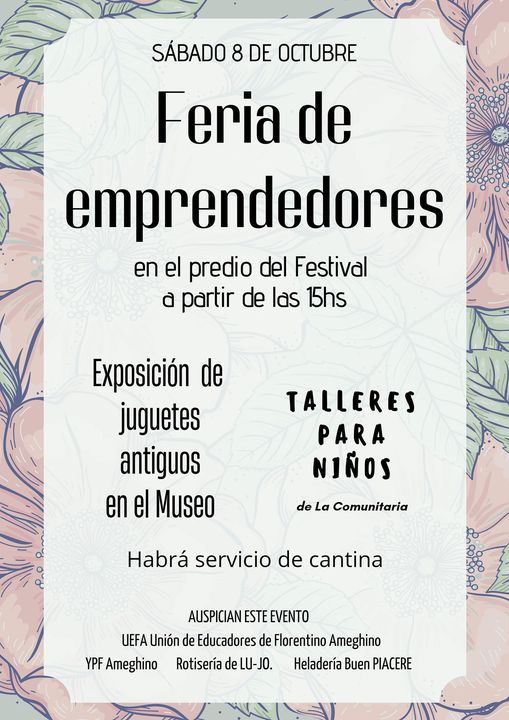 SÁBADO 8 DE OCTUBRE
Feria de
emprendedores
en el predio del Festival
a partir de las 15hs
Exposición de
juguetes
antiguos
en el Museo
TALLERES
PARA
NIÑOS
de La Comunitaria
Habrá servicio de cantina
AUSPICIAN ESTE EVENTO
UEFA Unión de Educadores de Florentino Ameghino
YPF Ameghino Rotisería de LU-JO. Heladería Buen PIACERE